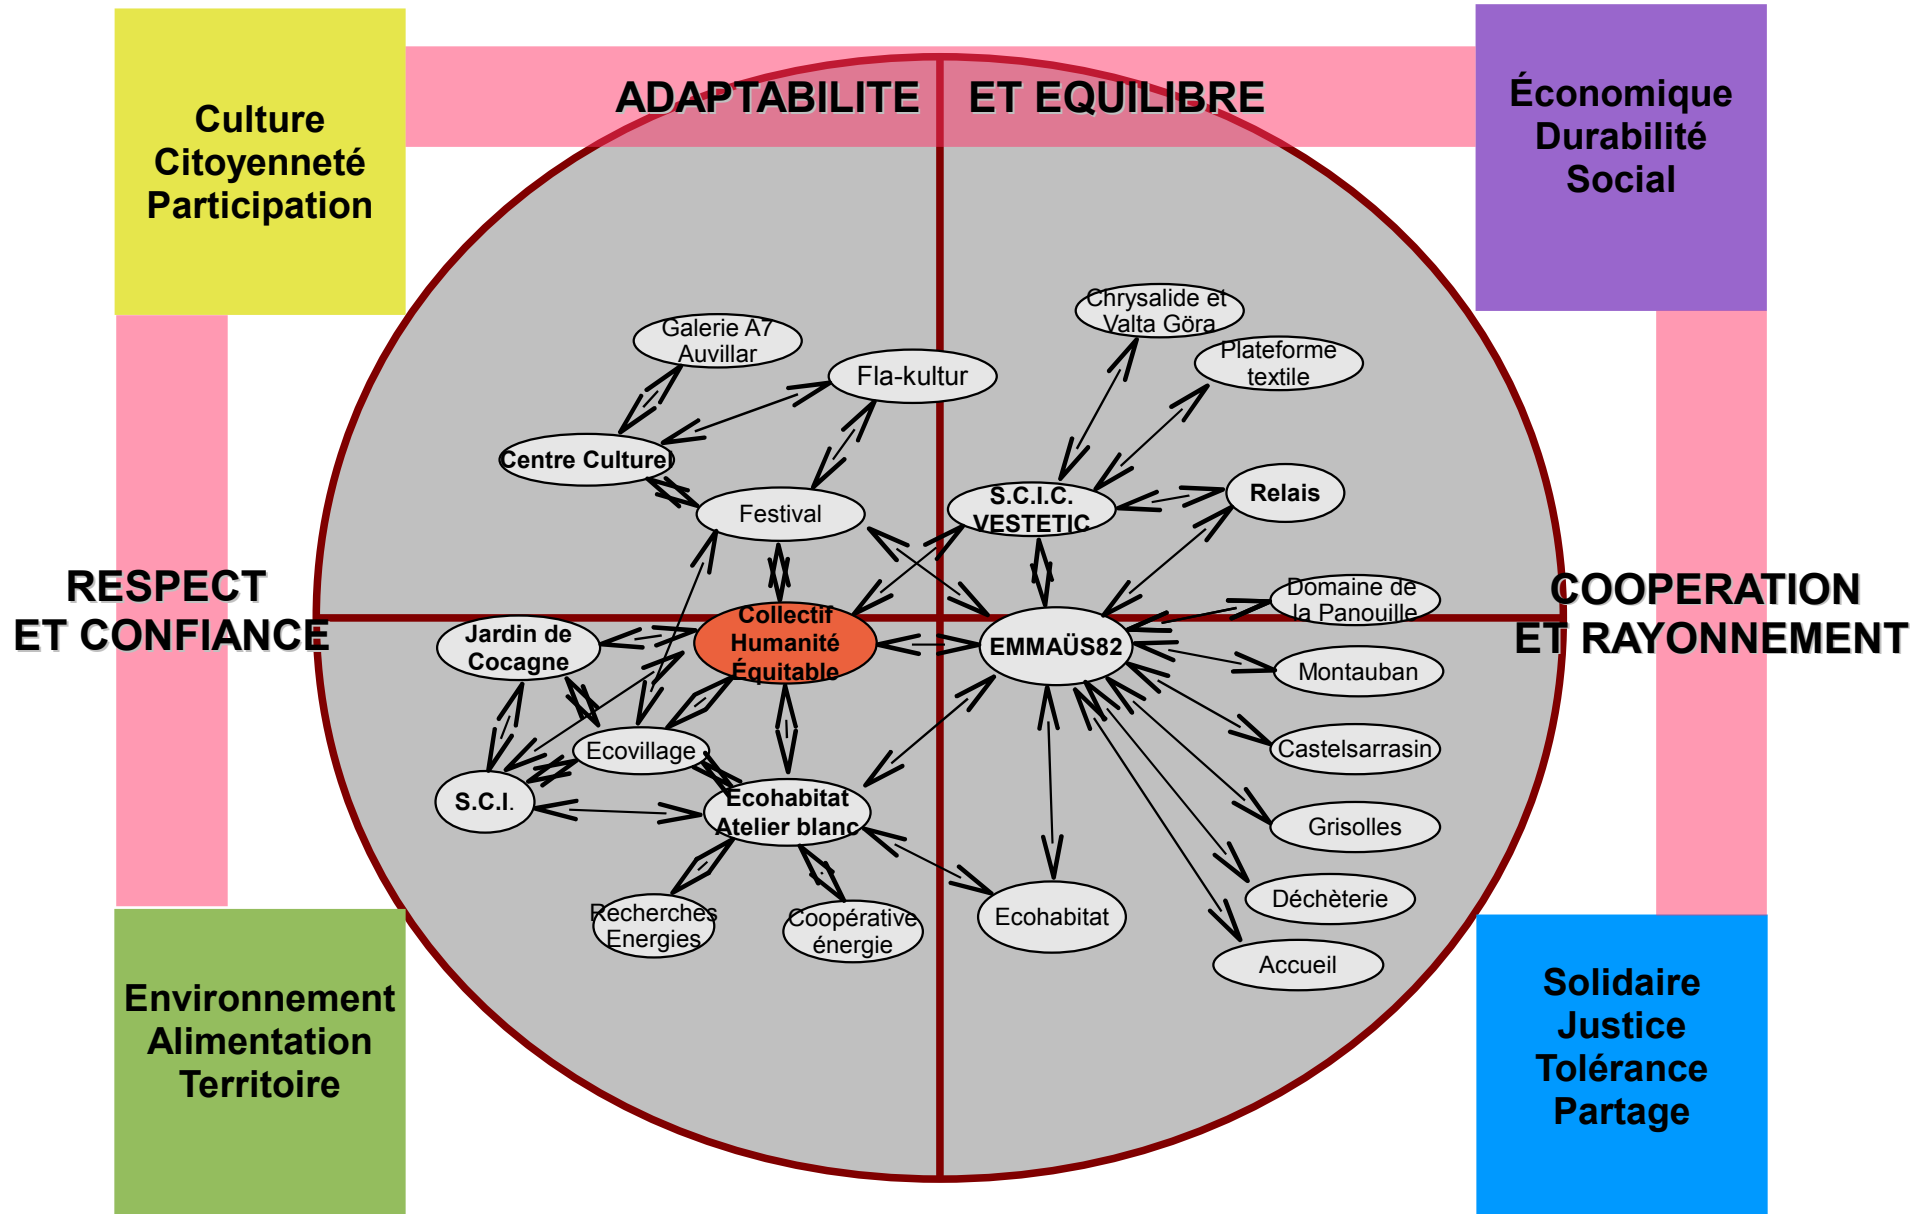 Culture
Citoyenneté
Participation
ADAPTABILITE
ET EQUILIBRE
Économique
Durabilité
Social
Galerie A7
Auvillar
Fla-kultur
Chrysalide et
Valta Göra
Plateforme
textile
Centre Culturel
Festival
S.C.I.C.
VESTETIC
Relais
RESPECT
ET CONFIANCE
COOPERATION
ET RAYONNEMENT
Jardin de
Cocagne
Collectif
Humanité
Équitable
EMMAÜS82
Domaine de
la Panouille
Montauban
Ecovillage
Castelsarrasin
S.C.I.
Ecohabitat
Atelier blanc
Grisolles
Recherches
Energies
Coopérative
énergie
Ecohabitat
Déchèterie
Accueil
Environnement
Alimentation
Territoire
Solidaire
Justice
Tolérance
Partage